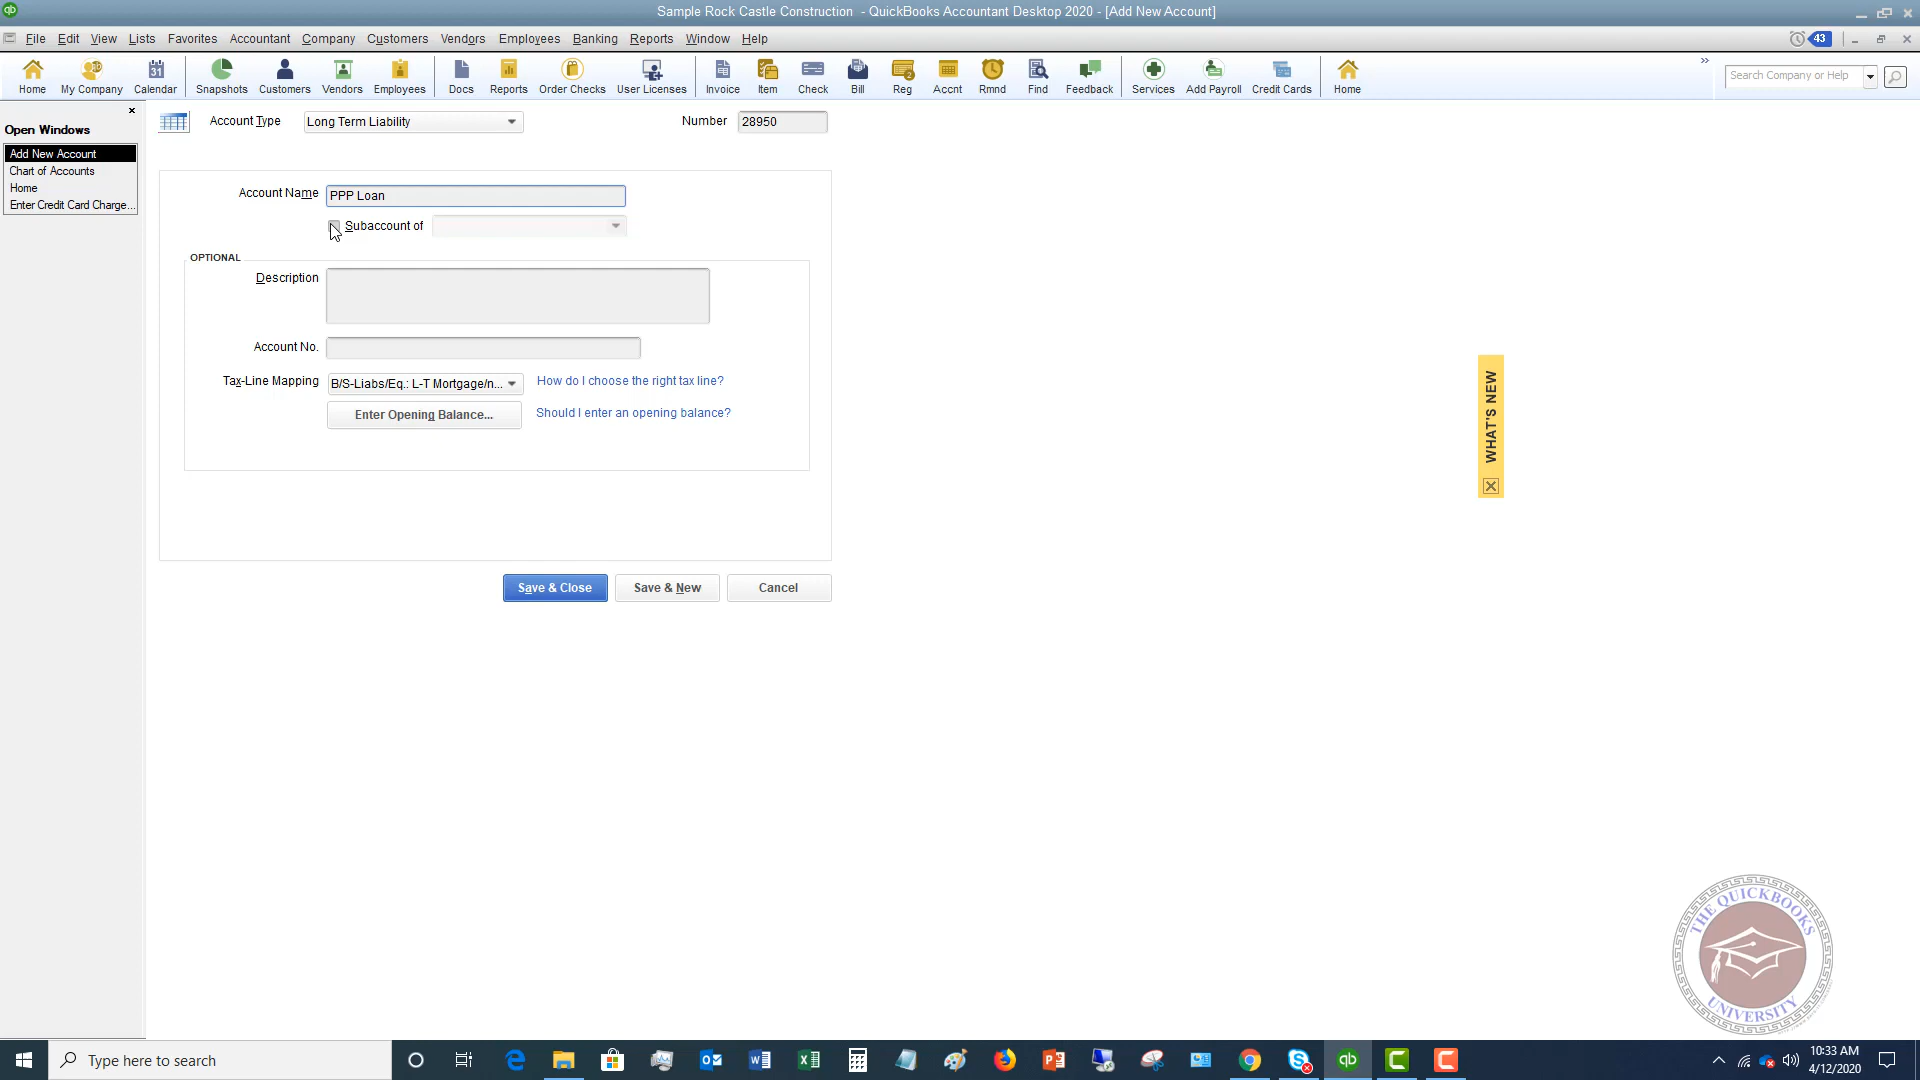 Sample Rock Castle Construction - QuickBooks Accountant Desktop 2020 - [Add New Account]
File Edit View Lists Favorites Accountant Company Customers Vendors Employees Banking Reports Window Help
43
Home My Company Calendar Snapshots Customers Vendors Employees Docs Reports Order Checks User Licenses Invoice Item Check Bill Reg Accnt Rmnd Find Feedback Services Add Payroll Credit Cards Home
Search Company or Help
Open Windows
Add New Account
Chart of Accounts
Home
Enter Credit Card Charge...
Account Type Long Term Liability Number 28950
Account Name PPP Loan
Subaccount of
OPTIONAL
Description
Account No.
Tax-Line Mapping B/S-Liabs/Eq.: L-T Mortgage/n... How do I choose the right tax line?
Enter Opening Balance... Should I enter an opening balance?
Save & Close Save & New Cancel
WHAT'S NEW
THE QUICKBOOKS
UNIVERSITY
Type here to search
10:33 AM
4/12/2020